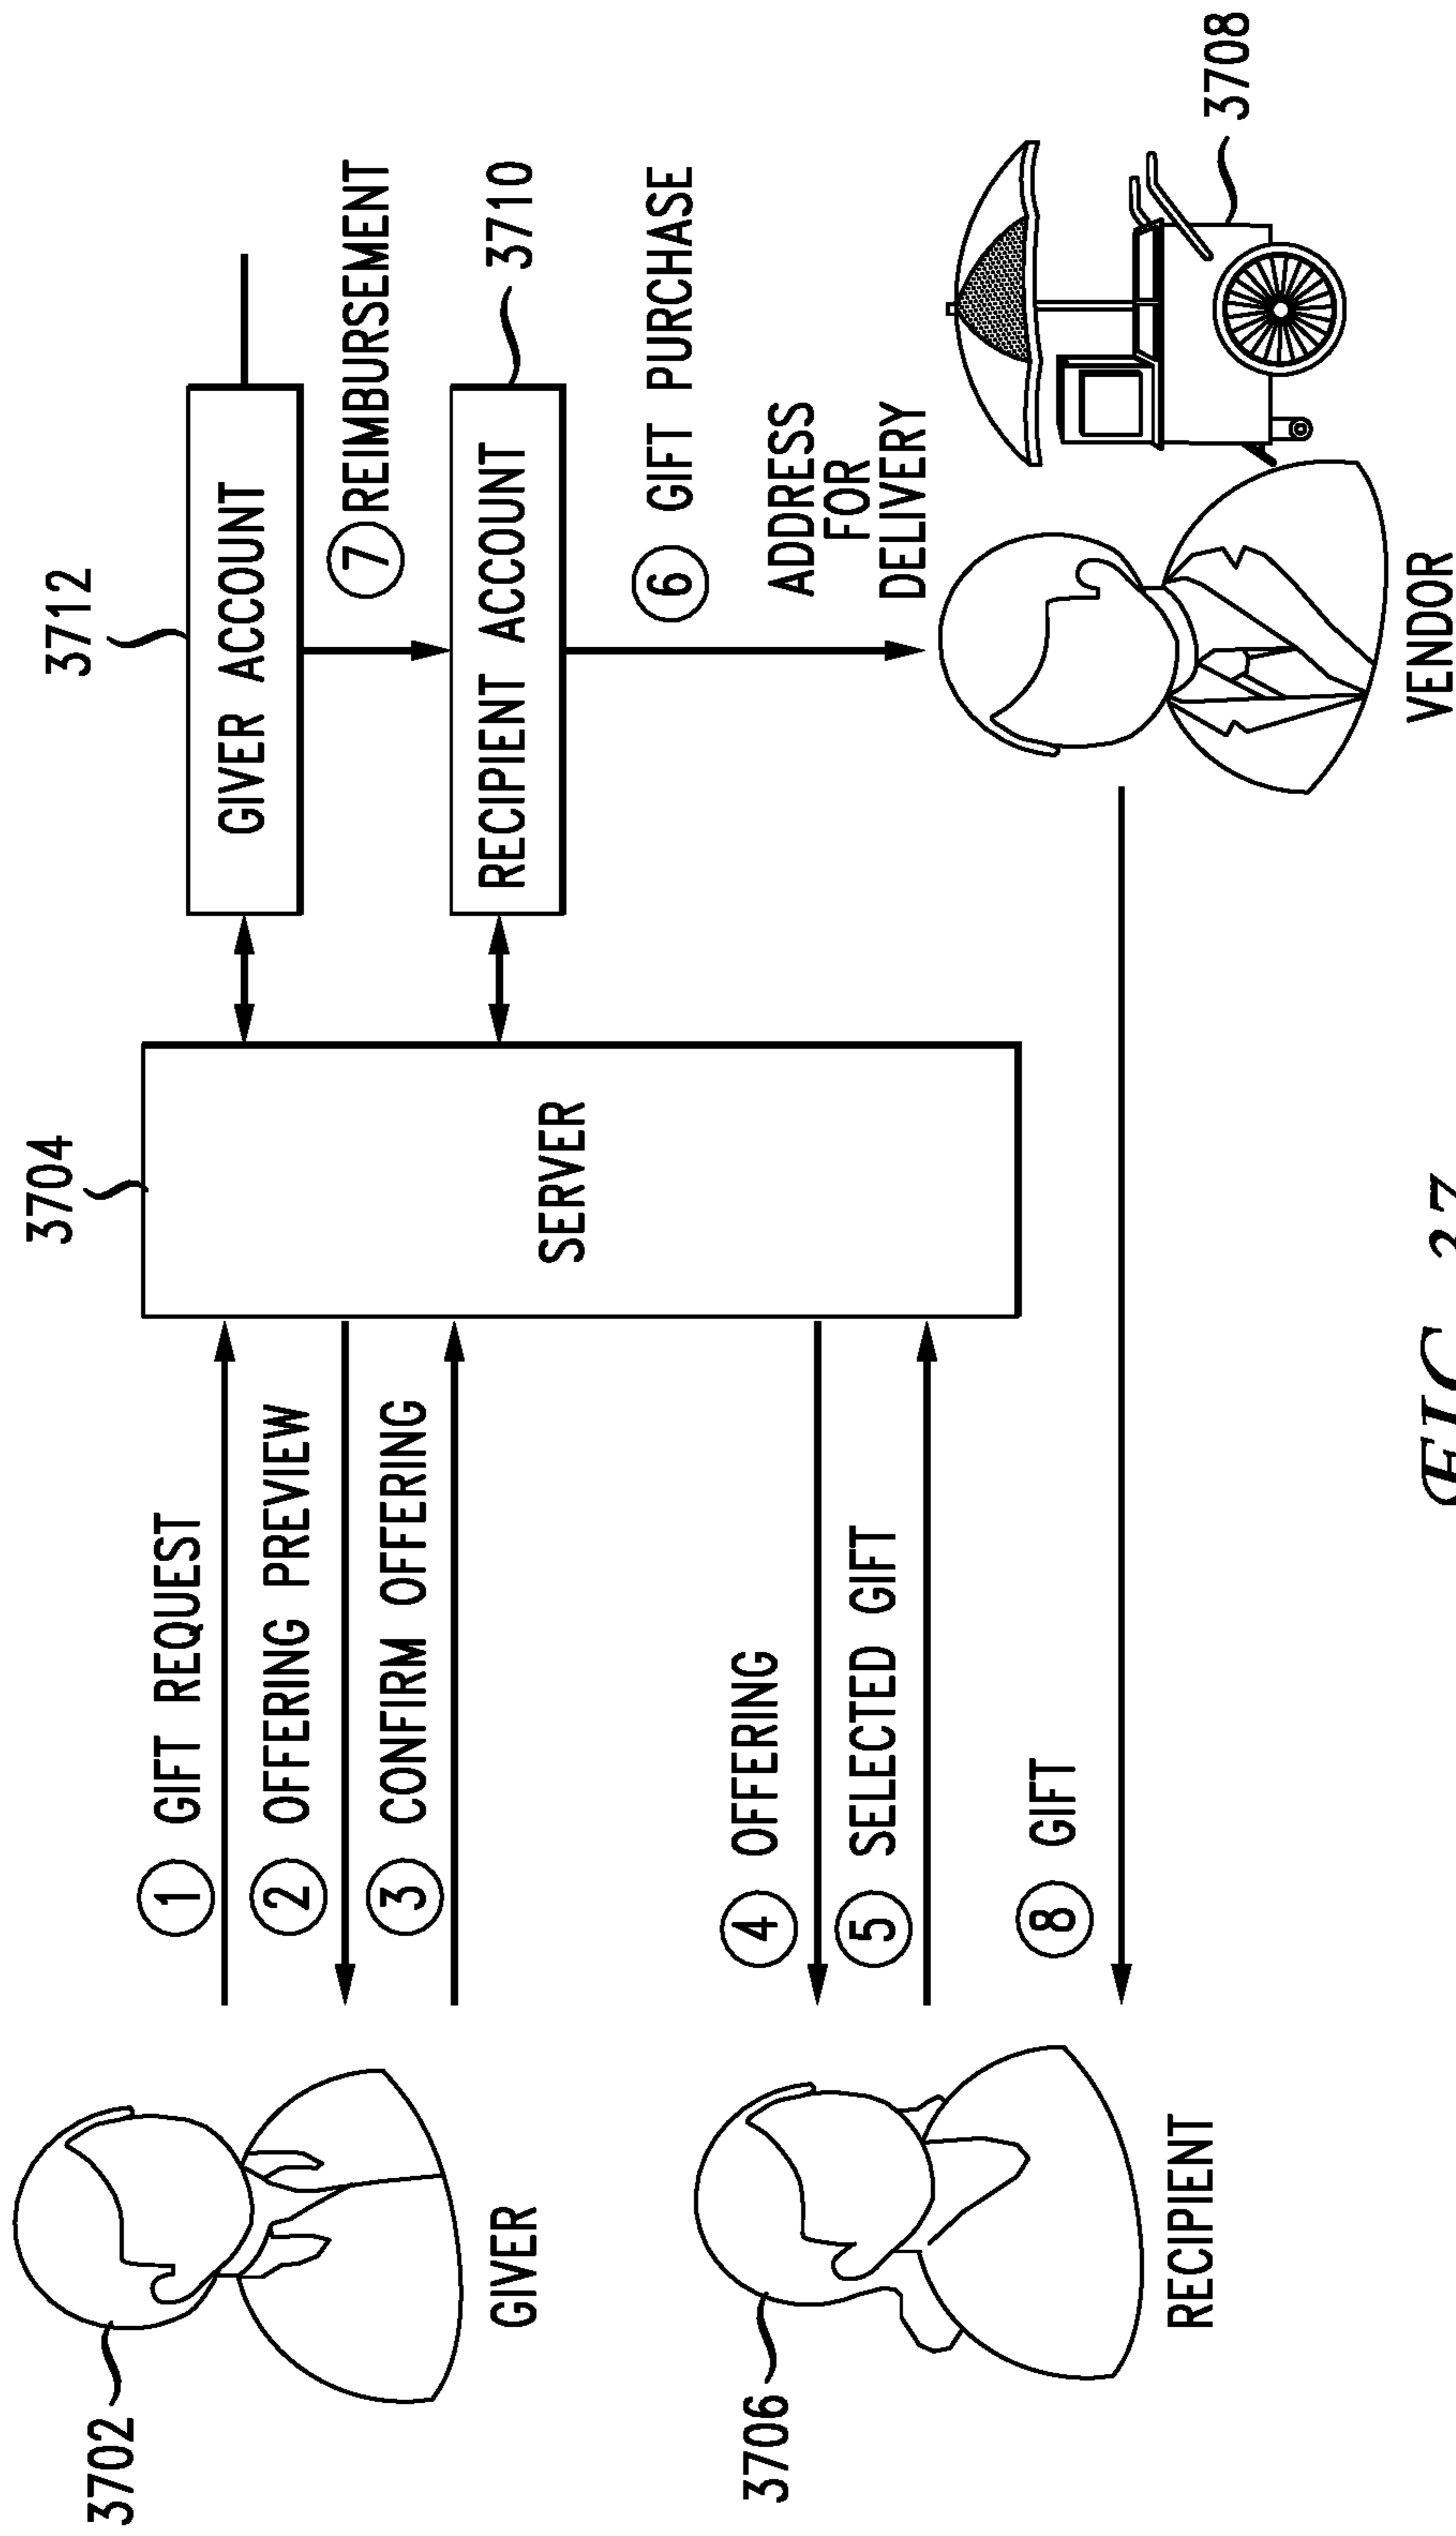 3702
GIVER
① GIFT REQUEST
② OFFERING PREVIEW
③ CONFIRM OFFERING
3704
SERVER
3712
GIVER ACCOUNT
⑦ REIMBURSEMENT
RECIPIENT ACCOUNT
3710
⑥ GIFT PURCHASE
ADDRESS
FOR
DELIVERY
3706
RECIPIENT
④ OFFERING
⑤ SELECTED GIFT
⑧ GIFT
VENDOR
3708
FIG. 37